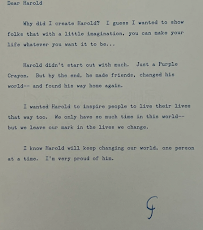 Dear Harold
Why did I create Harold? I guess I wanted to show
folks that with a little imagination, you can make your
life whatever you want it to be...
Harold didn't start out with much. Just a Purple
Crayon. But by the end, he made friends, changed his
world-- and found his way home again.
I wanted Harold to inspire people to live their lives
that way too. We only have so much time in this world--
but we leave our mark in the lives we change.
I know Harold will keep changing our world, one person
at a time. I'm very proud of him.